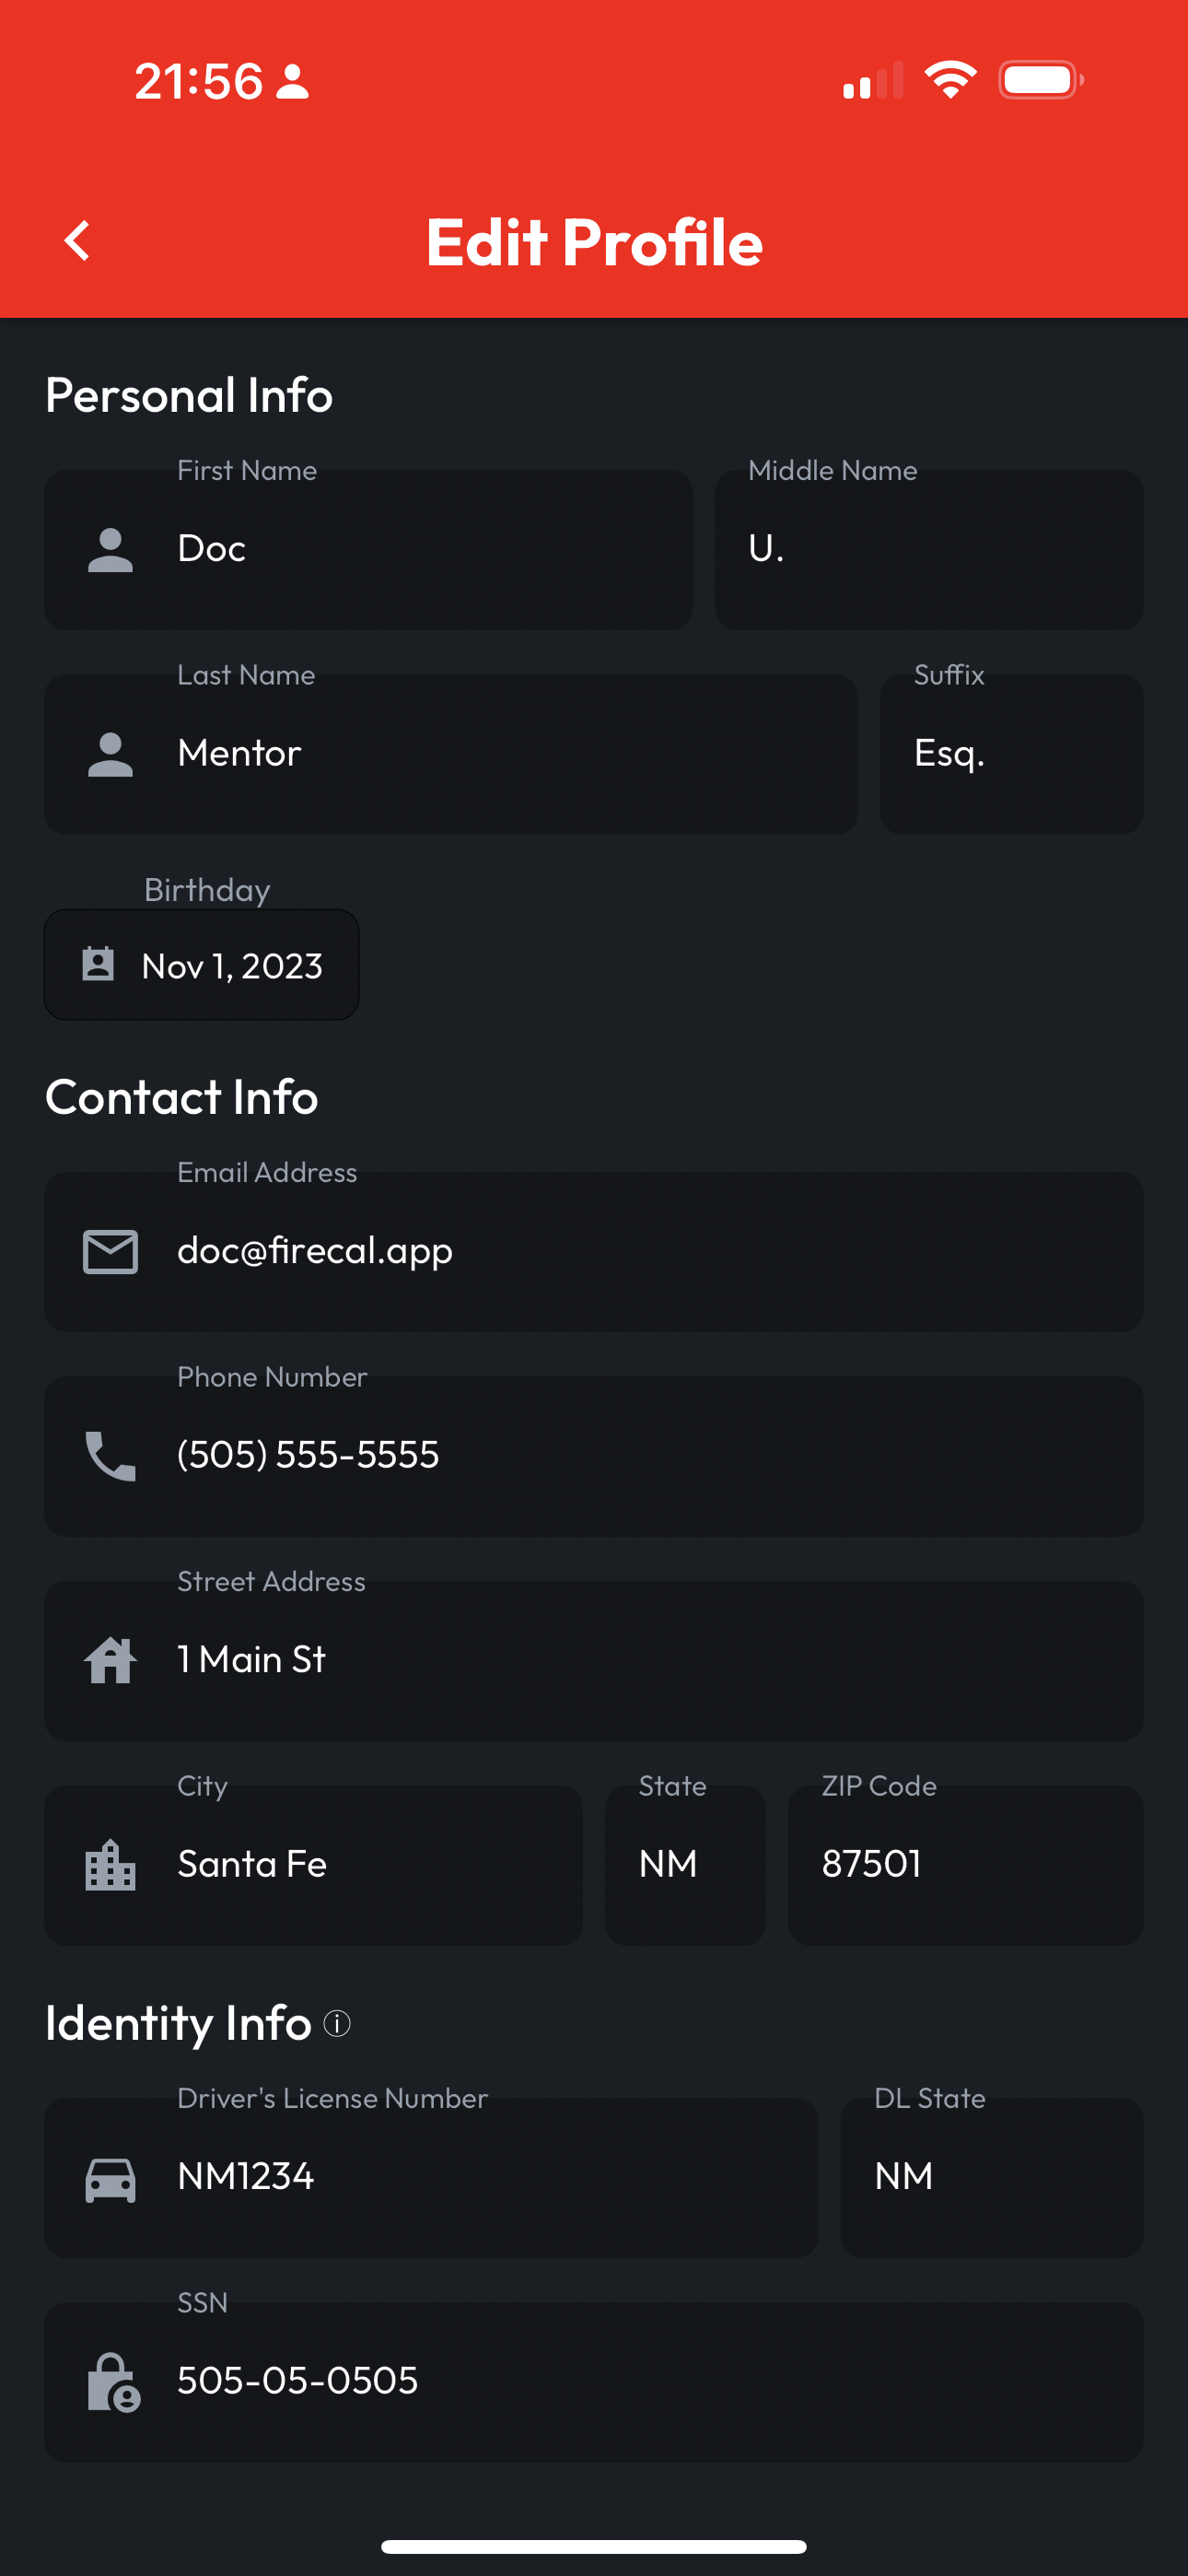 21:56
Edit Profile
Personal Info
First Name Middle Name
Doc U.
Last Name Suffix
Mentor Esq.
Birthday
Nov 1, 2023
Contact Info
Email Address
doc@firecal.app
Phone Number
(505) 555-5555
Street Address
1 Main St
City State ZIP Code
Santa Fe NM 87501
Identity Info ⓘ
Driver's License Number DL State
NM1234 NM
SSN
505-05-0505